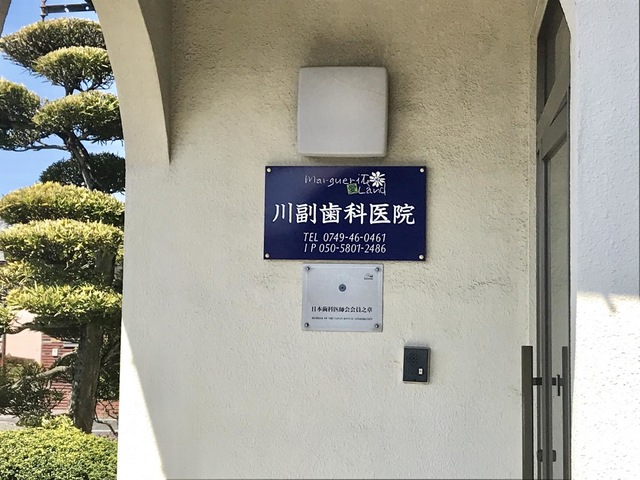 Marguerite
Land
川副歯科医院
TEL 0749-46-0461
IP 050-5801-2486
日本歯科医師会会員之章